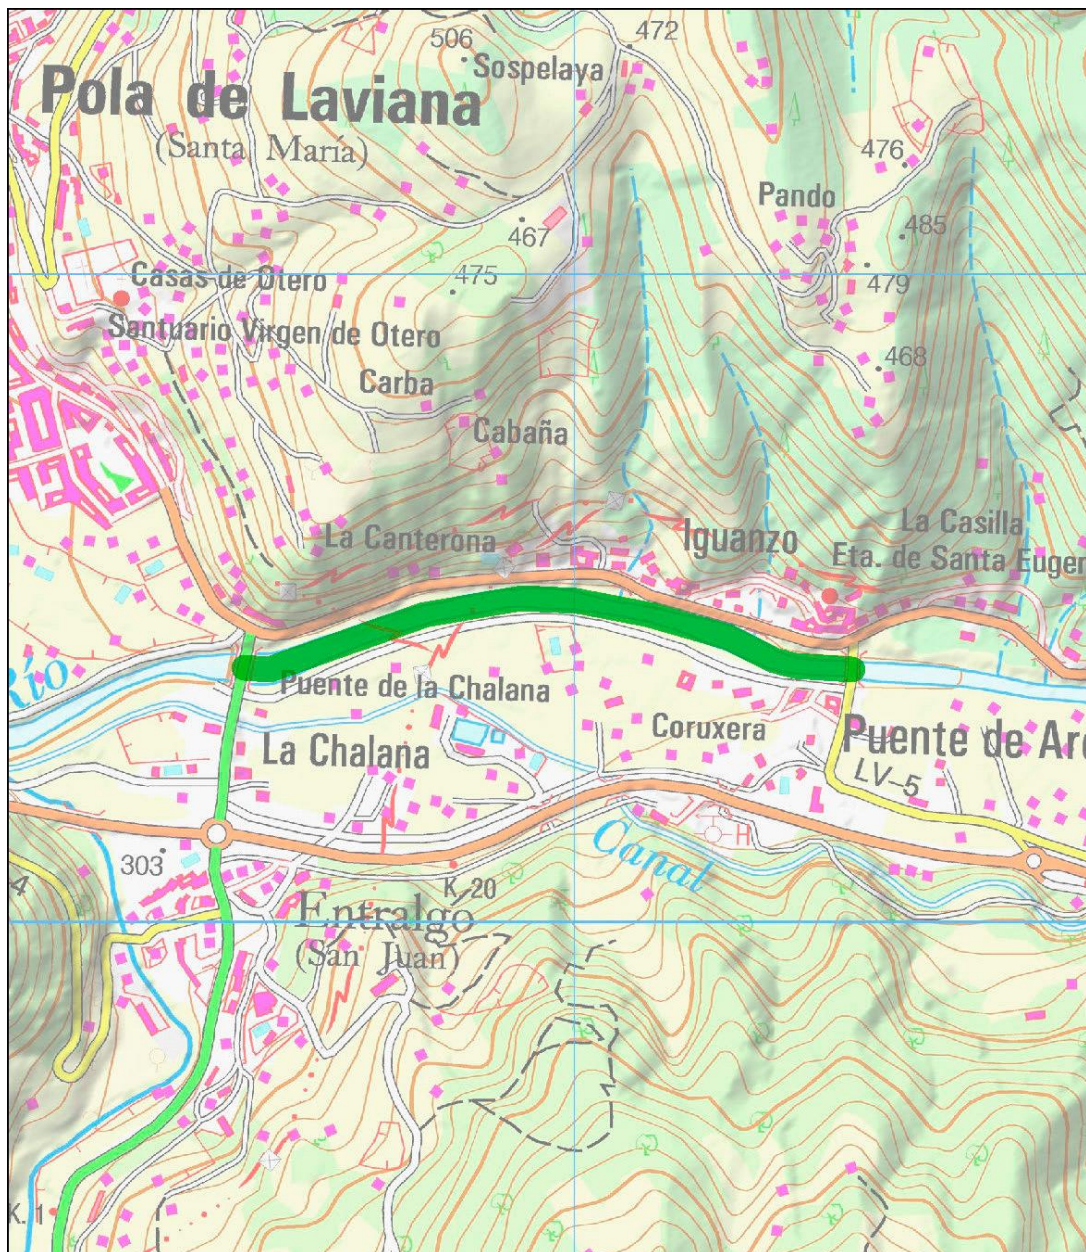 506
472
Sospelaya
Pola de Laviana
(Santa María)
476
Pando
467
485
475
479
Casas de Otero
Santuario Virgen de Otero
468
Carba
Cabaña
La Canterona
Iguanzo
La Casilla
Eta. de Santa Eugen
Río
Puente de la Chalana
La Chalana
Coruxera
Puente de Arc
LV-5
303
Canal
H
4
K. 20
Entralgo
(San Juan)
K. 1